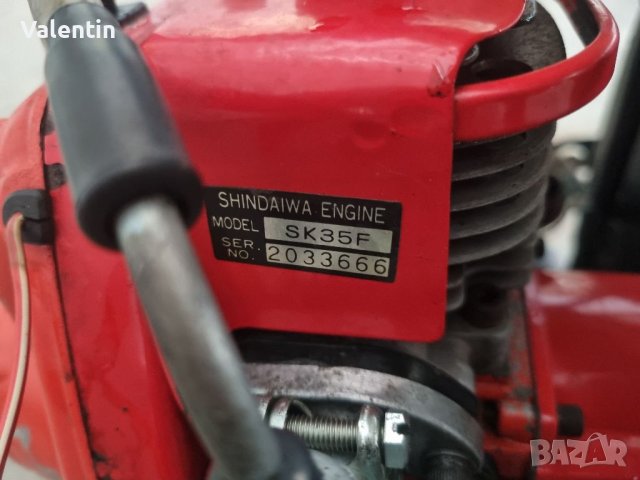 Valentin
SHINDAIWA ENGINE
MODEL SK35F
SER. NO. 2033666
BAZAR